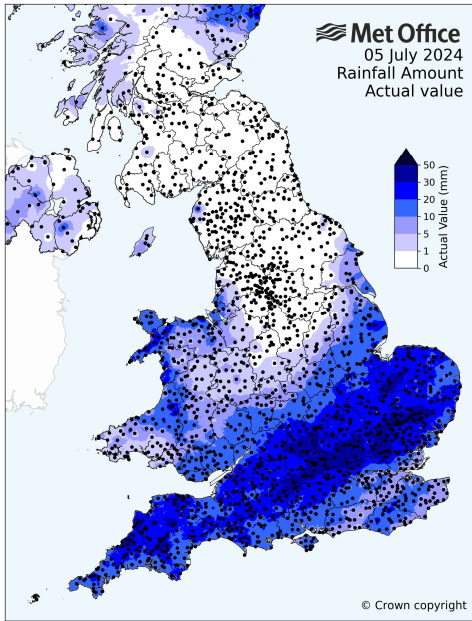 Met Office
05 July 2024
Rainfall Amount
Actual value
50
30
20
10
5
1
0
Actual Value (mm)
© Crown copyright